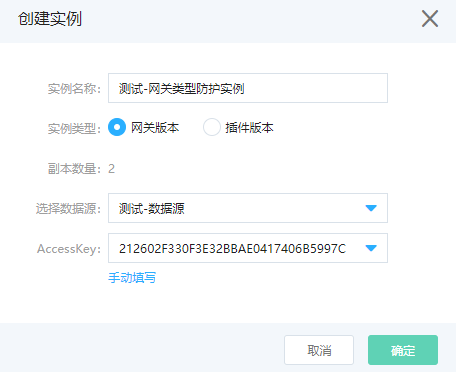 创建实例
实例名称： 测试-网关类型防护实例
实例类型： 网关版本 插件版本
副本数量： 2
选择数据源： 测试-数据源
AccessKey： 212602F330F3E32BBAE0417406B5997C
手动填写
取消 确定